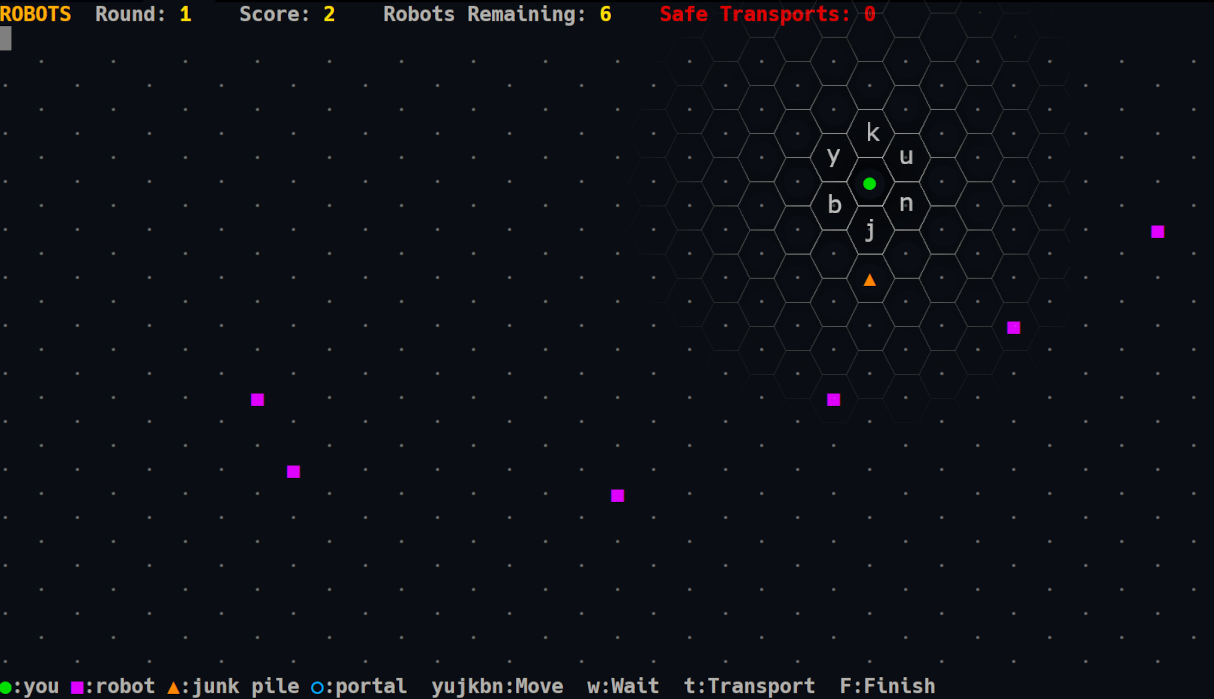 ROBOTS Round: 1 Score: 2 Robots Remaining: 6 Safe Transports: 0
k
y u
b n
j
:you :robot :junk pile :portal yujkbn:Move w:Wait t:Transport F:Finish